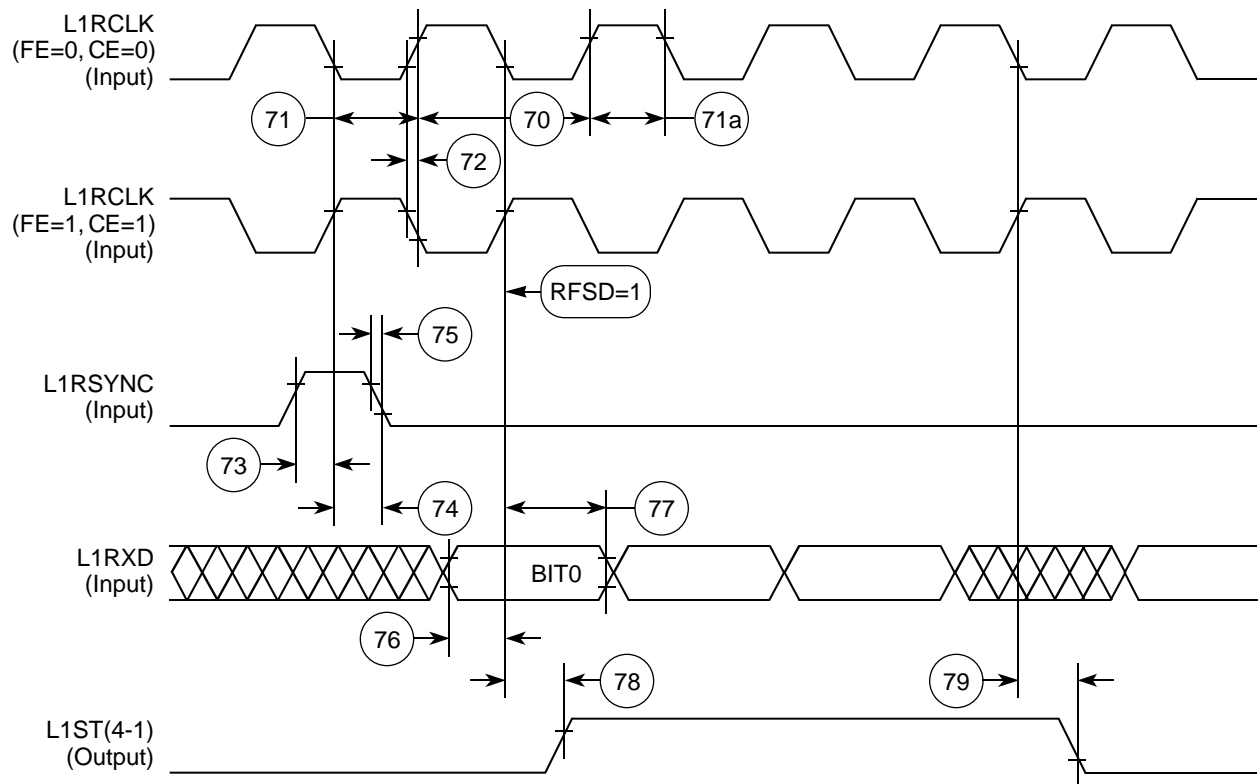 L1RCLK
(FE=0, CE=0)
(Input)
71
70
71a
72
L1RCLK
(FE=1, CE=1)
(Input)
RFSD=1
75
L1RSYNC
(Input)
73
74
77
L1RXD
(Input)
BIT0
76
78
79
L1ST(4-1)
(Output)